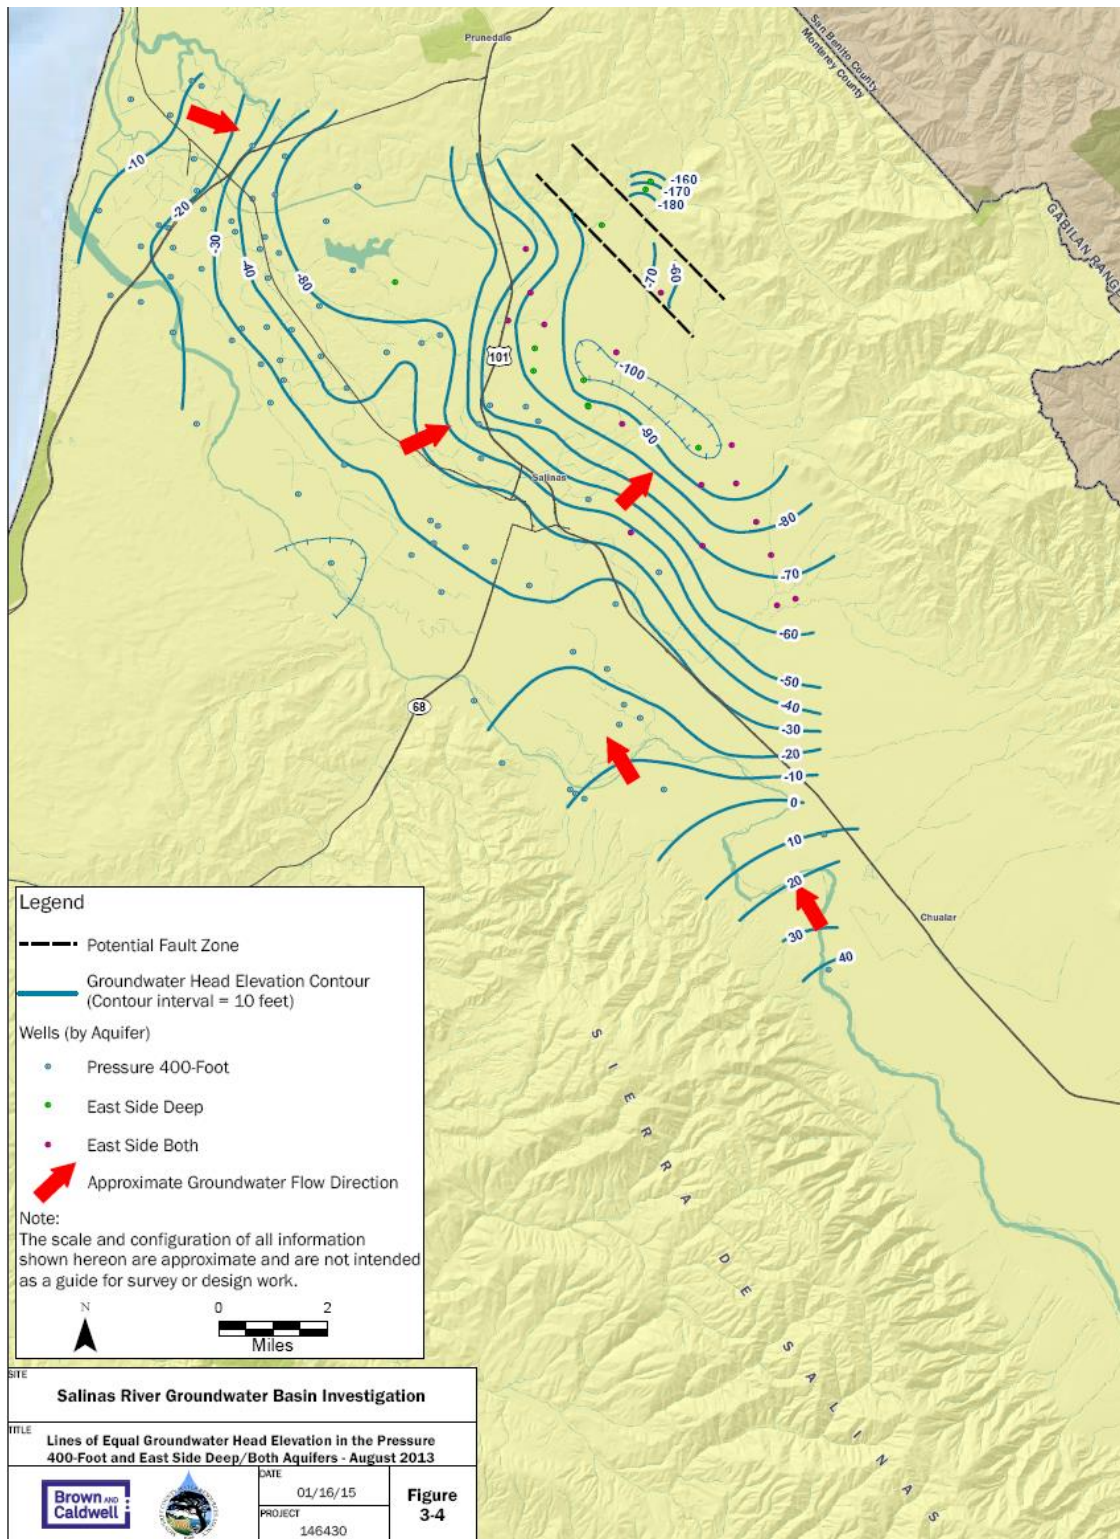 Prunedale
San Benito County
Monterey County
GABILAN RANGE
-10
-20
-30
-40
-80
-160
-170
-180
-70
-60
101
-100
-90
Salinas
-80
-70
-60
-50
-40
-30
-20
-10
0
10
20
30
40
68
Chualar
SIERRA DE SALINAS
Legend
Potential Fault Zone
Groundwater Head Elevation Contour
(Contour interval = 10 feet)
Wells (by Aquifer)
Pressure 400-Foot
East Side Deep
East Side Both
Approximate Groundwater Flow Direction
Note:
The scale and configuration of all information
shown hereon are approximate and are not intended
as a guide for survey or design work.
N
0 2
Miles
SITE
Salinas River Groundwater Basin Investigation
TITLE
Lines of Equal Groundwater Head Elevation in the Pressure
400-Foot and East Side Deep/Both Aquifers - August 2013
Brown AND
Caldwell
DATE
01/16/15
PROJECT
146430
Figure
3-4